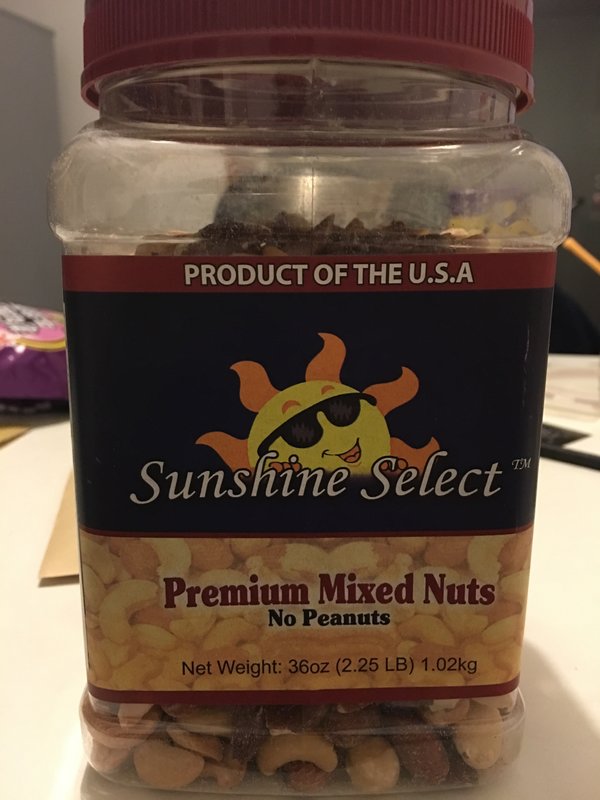 PRODUCT OF THE U.S.A
Sunshine Select TM
Premium Mixed Nuts
No Peanuts
Net Weight: 36oz (2.25 LB) 1.02kg